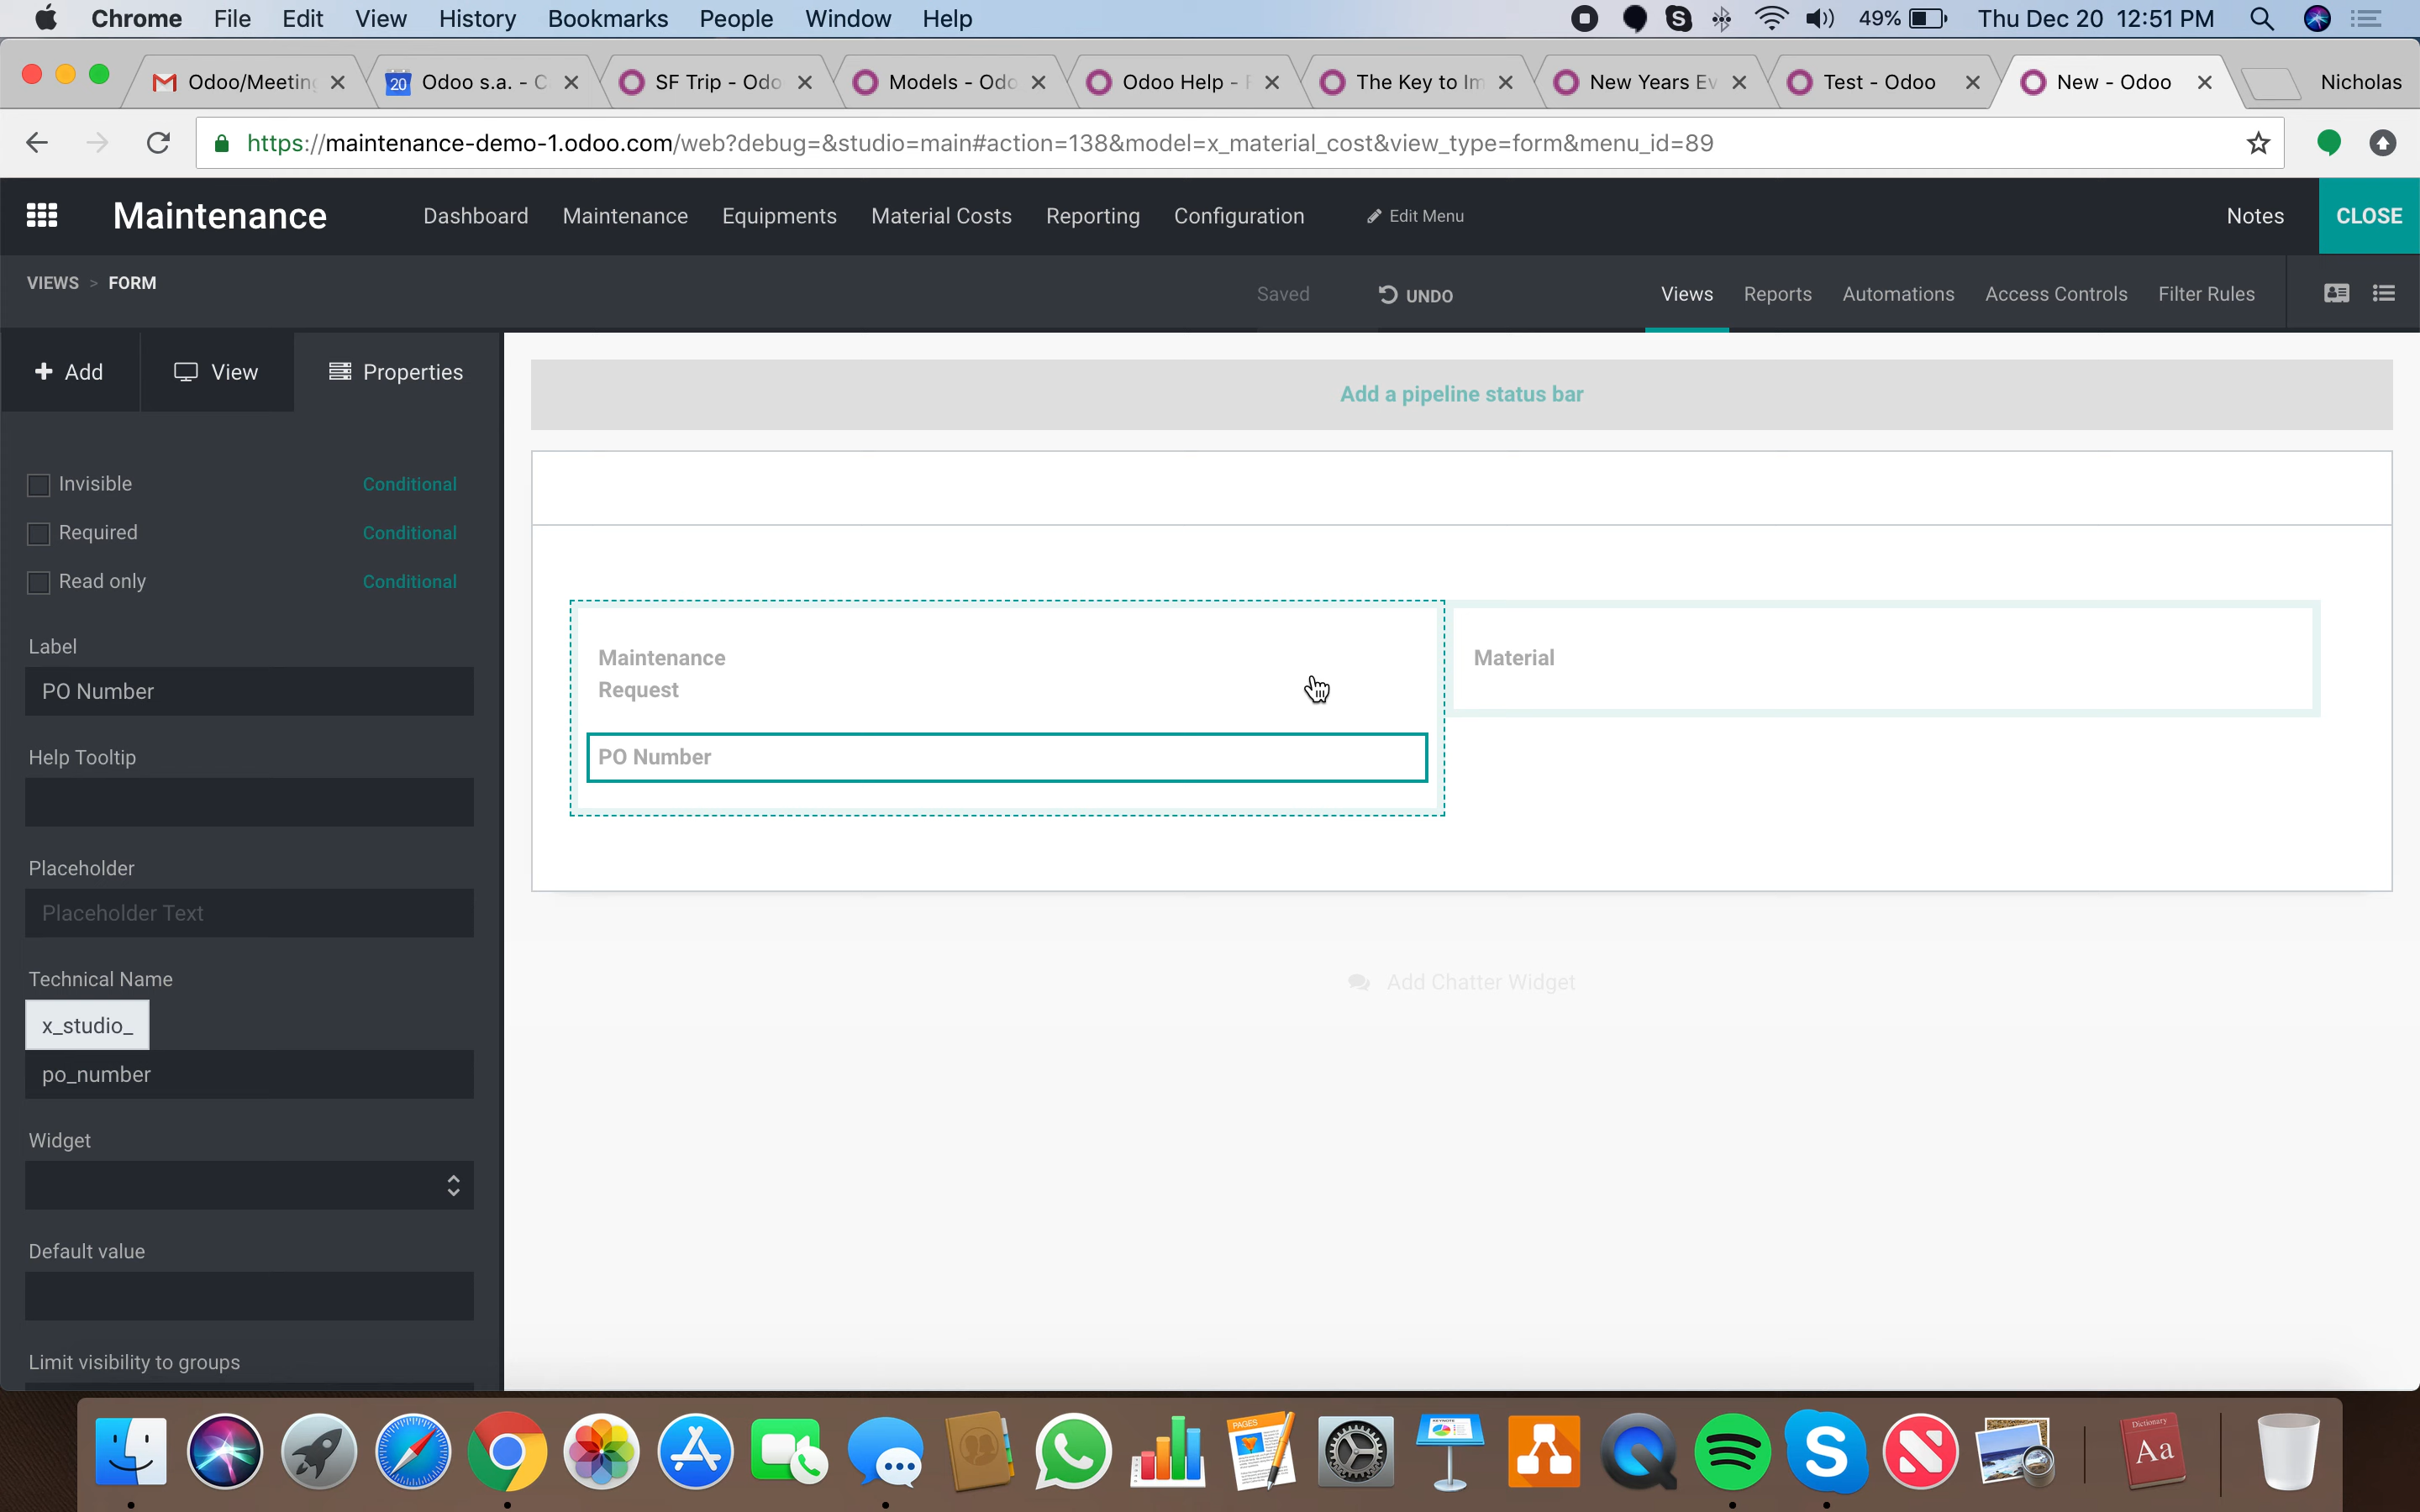 Chrome File Edit View History Bookmarks People Window Help 49% Thu Dec 20 12:51 PM
Odoo/Meeting Odoo s.a. - C SF Trip - Odo Models - Odo Odoo Help - The Key to Im New Years Ev Test - Odoo New - Odoo Nicholas
https://maintenance-demo-1.odoo.com/web?debug=&studio=main#action=138&model=x_material_cost&view_type=form&menu_id=89
Maintenance Dashboard Maintenance Equipments Material Costs Reporting Configuration Edit Menu Notes CLOSE
VIEWS > FORM Saved UNDO Views Reports Automations Access Controls Filter Rules
+ Add View Properties
Add a pipeline status bar
Invisible Conditional
Required Conditional
Read only Conditional
Label
PO Number
Help Tooltip
Placeholder
Placeholder Text
Technical Name
x_studio_
po_number
Widget
Default value
Limit visibility to groups
Maintenance
Request
PO Number
Material
Add Chatter Widget
20
PAGES
KEYNOTE
Dictionary
Aa